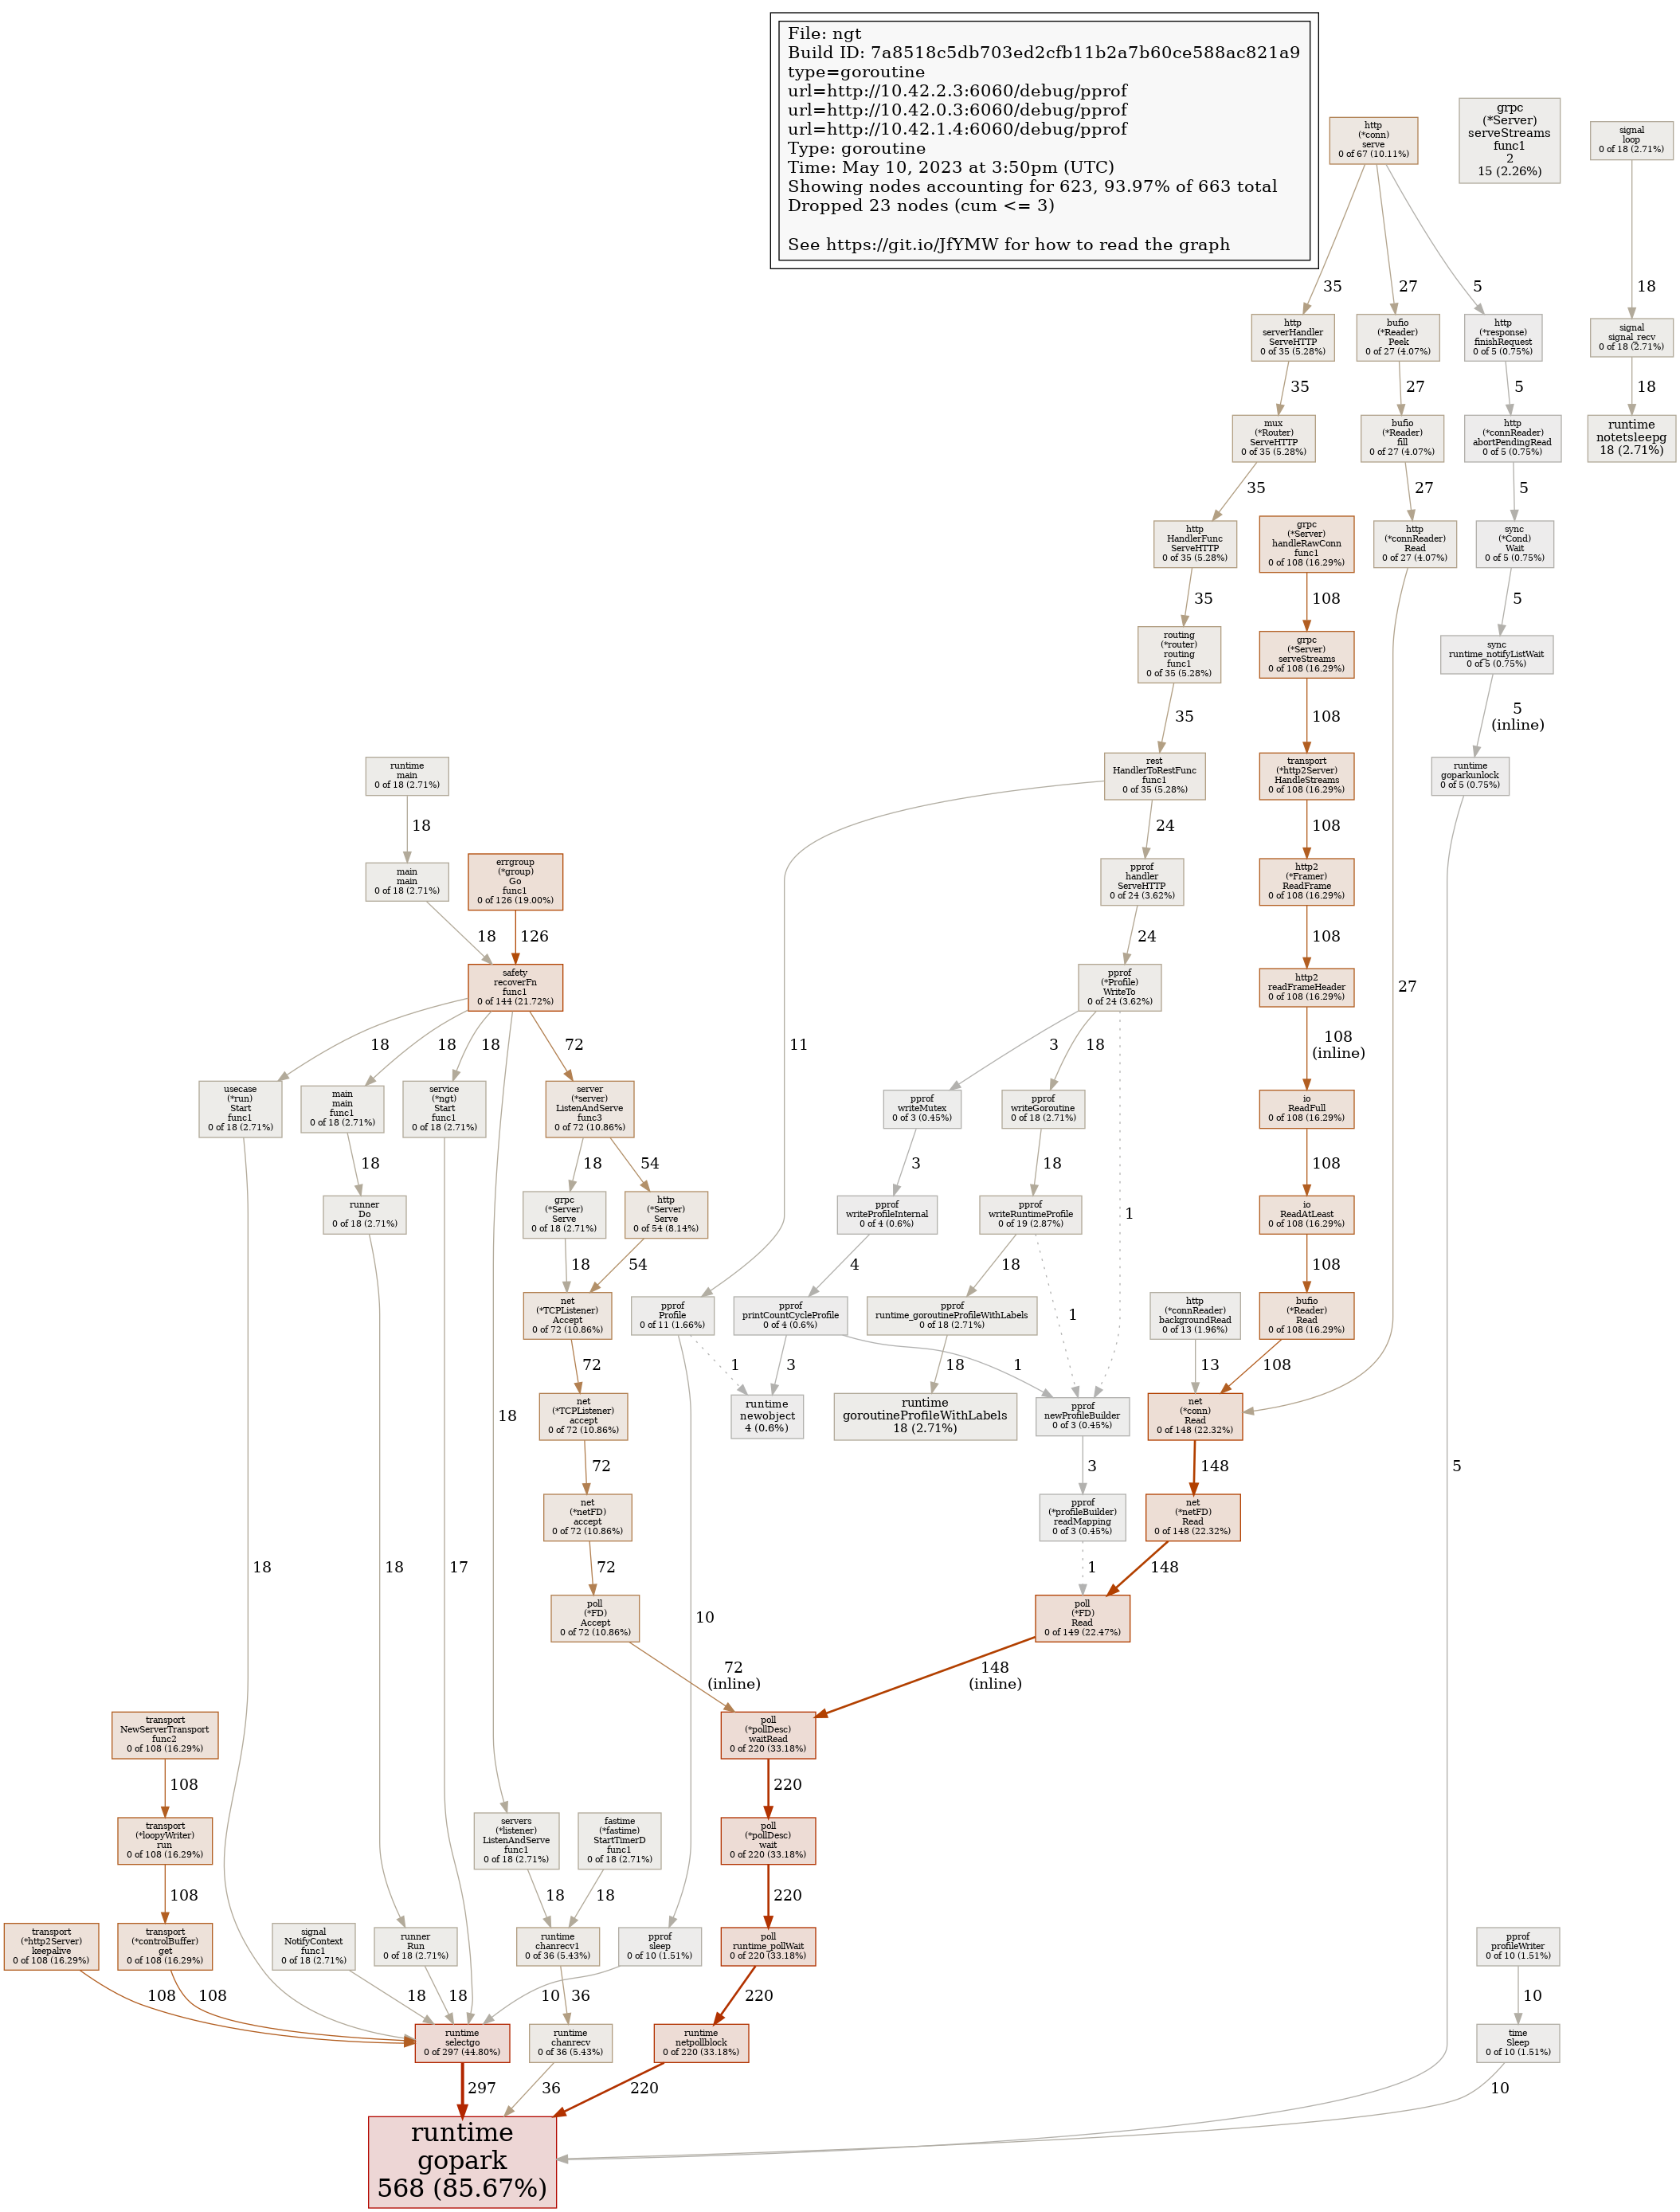 File: ngt
Build ID: 7a8518c5db703ed2cfb11b2a7b60ce588ac821a9
type=goroutine
url=http://10.42.2.3:6060/debug/pprof
url=http://10.42.0.3:6060/debug/pprof
url=http://10.42.1.4:6060/debug/pprof
Type: goroutine
Time: May 10, 2023 at 3:50pm (UTC)
Showing nodes accounting for 623, 93.97% of 663 total
Dropped 23 nodes (cum <= 3)
See https://git.io/JfYMW for how to read the graph
http
(*conn)
serve
0 of 67 (10.11%)
grpc
(*Server)
serveStreams
func1
2
15 (2.26%)
signal
loop
0 of 18 (2.71%)
35
27
5
18
http
serverHandler
ServeHTTP
0 of 35 (5.28%)
bufio
(*Reader)
Peek
0 of 27 (4.07%)
http
(*response)
finishRequest
0 of 5 (0.75%)
signal
signal_recv
0 of 18 (2.71%)
35
27
5
18
mux
(*Router)
ServeHTTP
0 of 35 (5.28%)
bufio
(*Reader)
fill
0 of 27 (4.07%)
http
(*connReader)
abortPendingRead
0 of 5 (0.75%)
runtime
notetsleepg
18 (2.71%)
35
27
5
http
HandlerFunc
ServeHTTP
0 of 35 (5.28%)
grpc
(*Server)
handleRawConn
func1
0 of 108 (16.29%)
http
(*connReader)
Read
0 of 27 (4.07%)
sync
(*Cond)
Wait
0 of 5 (0.75%)
35
108
5
routing
(*router)
routing
func1
0 of 35 (5.28%)
grpc
(*Server)
serveStreams
0 of 108 (16.29%)
sync
runtime_notifyListWait
0 of 5 (0.75%)
35
108
5
(inline)
runtime
main
0 of 18 (2.71%)
rest
HandlerToRestFunc
func1
0 of 35 (5.28%)
transport
(*http2Server)
HandleStreams
0 of 108 (16.29%)
runtime
goparkunlock
0 of 5 (0.75%)
18
24
108
main
main
0 of 18 (2.71%)
errgroup
(*group)
Go
func1
0 of 126 (19.00%)
pprof
handler
ServeHTTP
0 of 24 (3.62%)
http2
(*Framer)
ReadFrame
0 of 108 (16.29%)
18
126
24
108
safety
recoverFn
func1
0 of 144 (21.72%)
pprof
(*Profile)
WriteTo
0 of 24 (3.62%)
http2
readFrameHeader
0 of 108 (16.29%)
27
18
18
18
72
11
3
18
108
(inline)
usecase
(*run)
Start
func1
0 of 18 (2.71%)
main
main
func1
0 of 18 (2.71%)
service
(*ngt)
Start
func1
0 of 18 (2.71%)
server
(*server)
ListenAndServe
func3
0 of 72 (10.86%)
pprof
writeMutex
0 of 3 (0.45%)
pprof
writeGoroutine
0 of 18 (2.71%)
io
ReadFull
0 of 108 (16.29%)
18
18
54
3
18
108
runner
Do
0 of 18 (2.71%)
grpc
(*Server)
Serve
0 of 18 (2.71%)
http
(*Server)
Serve
0 of 54 (8.14%)
pprof
writeProfileInternal
0 of 4 (0.6%)
pprof
writeRuntimeProfile
0 of 19 (2.87%)
1
io
ReadAtLeast
0 of 108 (16.29%)
18
54
4
18
108
net
(*TCPListener)
Accept
0 of 72 (10.86%)
pprof
Profile
0 of 11 (1.66%)
pprof
printCountCycleProfile
0 of 4 (0.6%)
pprof
runtime_goroutineProfileWithLabels
0 of 18 (2.71%)
1
http
(*connReader)
backgroundRead
0 of 13 (1.96%)
bufio
(*Reader)
Read
0 of 108 (16.29%)
72
1
3
18
1
13
108
18
net
(*TCPListener)
accept
0 of 72 (10.86%)
runtime
newobject
4 (0.6%)
runtime
goroutineProfileWithLabels
18 (2.71%)
pprof
newProfileBuilder
0 of 3 (0.45%)
net
(*conn)
Read
0 of 148 (22.32%)
72
3
148
5
net
(*netFD)
accept
0 of 72 (10.86%)
pprof
(*profileBuilder)
readMapping
0 of 3 (0.45%)
net
(*netFD)
Read
0 of 148 (22.32%)
18
18
17
72
1
148
poll
(*FD)
Accept
0 of 72 (10.86%)
10
poll
(*FD)
Read
0 of 149 (22.47%)
72
(inline)
148
(inline)
transport
NewServerTransport
func2
0 of 108 (16.29%)
poll
(*pollDesc)
waitRead
0 of 220 (33.18%)
108
220
transport
(*loopyWriter)
run
0 of 108 (16.29%)
servers
(*listener)
ListenAndServe
func1
0 of 18 (2.71%)
fastime
(*fastime)
StartTimerD
func1
0 of 18 (2.71%)
poll
(*pollDesc)
wait
0 of 220 (33.18%)
108
18
18
220
transport
(*http2Server)
keepalive
0 of 108 (16.29%)
transport
(*controlBuffer)
get
0 of 108 (16.29%)
signal
NotifyContext
func1
0 of 18 (2.71%)
runner
Run
0 of 18 (2.71%)
runtime
chanrecv1
0 of 36 (5.43%)
pprof
sleep
0 of 10 (1.51%)
poll
runtime_pollWait
0 of 220 (33.18%)
pprof
profileWriter
0 of 10 (1.51%)
108
108
18
18
10
36
220
10
runtime
selectgo
0 of 297 (44.80%)
runtime
chanrecv
0 of 36 (5.43%)
runtime
netpollblock
0 of 220 (33.18%)
time
Sleep
0 of 10 (1.51%)
297
36
220
10
runtime
gopark
568 (85.67%)